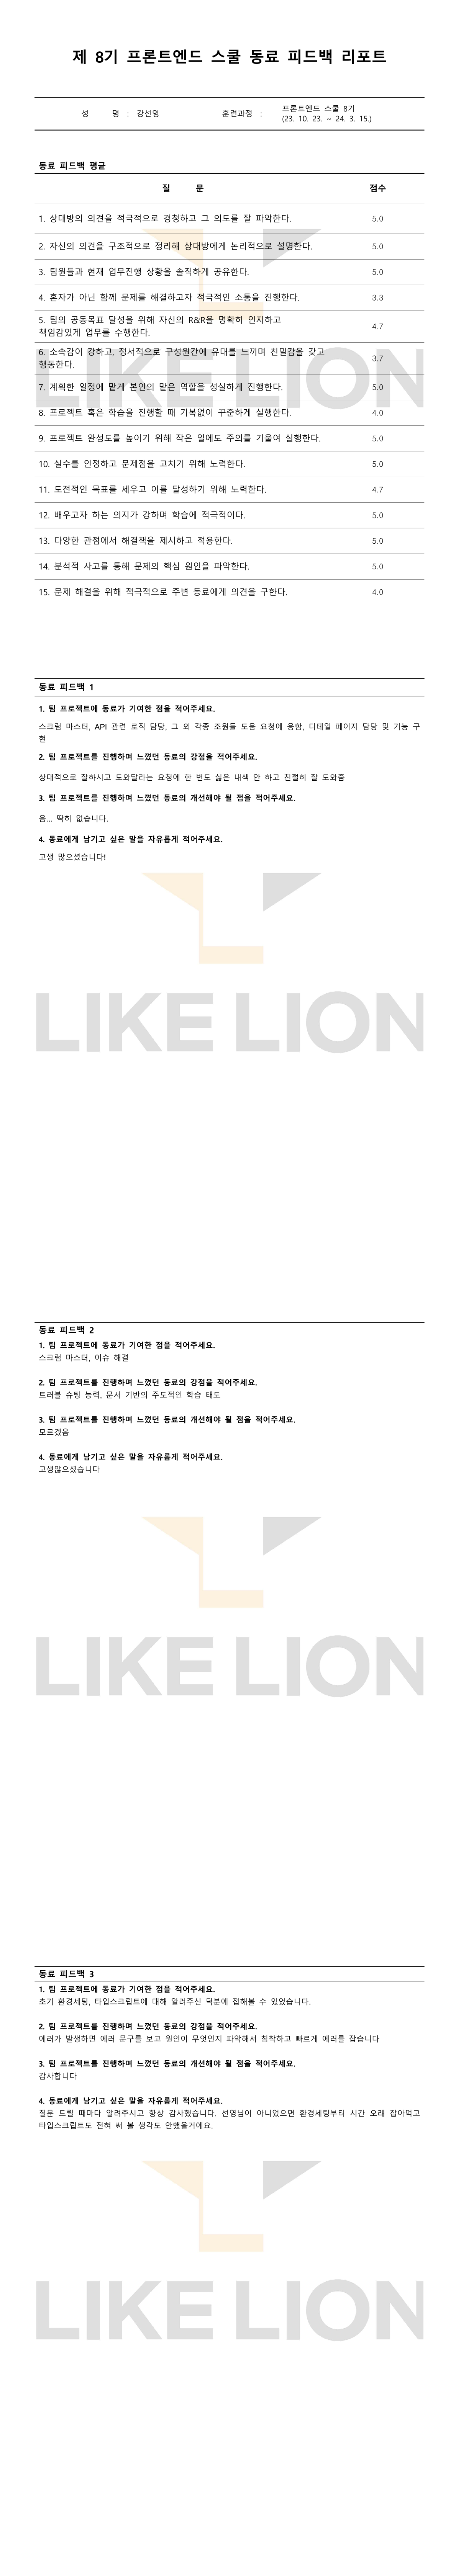 제 8기 프론트엔드 스쿨 동료 피드백 리포트
성 명 : 강선영 훈련과정 : 프론트엔드 스쿨 8기
(23. 10. 23. ~ 24. 3. 15.)
동료 피드백 평균
질 문 점수
1. 상대방의 의견을 적극적으로 경청하고 그 의도를 잘 파악한다. 5.0
2. 자신의 의견을 구조적으로 정리해 상대방에게 논리적으로 설명한다. 5.0
3. 팀원들과 현재 업무진행 상황을 솔직하게 공유한다. 5.0
4. 혼자가 아닌 함께 문제를 해결하고자 적극적인 소통을 진행한다. 3.3
5. 팀의 공동목표 달성을 위해 자신의 R&R을 명확히 인지하고
책임감있게 업무를 수행한다. 4.7
6. 소속감이 강하고, 정서적으로 구성원간에 유대를 느끼며 친밀감을 갖고
행동한다. 3.7
7. 계획한 일정에 맡게 본인의 맡은 역할을 성실하게 진행한다. 5.0
8. 프로젝트 혹은 학습을 진행할 때 기복없이 꾸준하게 실행한다. 4.0
9. 프로젝트 완성도를 높이기 위해 작은 일에도 주의를 기울여 실행한다. 5.0
10. 실수를 인정하고 문제점을 고치기 위해 노력한다. 5.0
11. 도전적인 목표를 세우고 이를 달성하기 위해 노력한다. 4.7
12. 배우고자 하는 의지가 강하며 학습에 적극적이다. 5.0
13. 다양한 관점에서 해결책을 제시하고 적용한다. 5.0
14. 분석적 사고를 통해 문제의 핵심 원인을 파악한다. 5.0
15. 문제 해결을 위해 적극적으로 주변 동료에게 의견을 구한다. 4.0
LIKE LION
동료 피드백 1
1. 팀 프로젝트에 동료가 기여한 점을 적어주세요.
스크럼 마스터, API 관련 로직 담당, 그 외 각종 조원들 도움 요청에 응함, 디테일 페이지 담당 및 기능 구
현
2. 팀 프로젝트를 진행하며 느꼈던 동료의 강점을 적어주세요.
상대적으로 잘하시고 도와달라는 요청에 한 번도 싫은 내색 안 하고 친절히 잘 도와줌
3. 팀 프로젝트를 진행하며 느꼈던 동료의 개선해야 될 점을 적어주세요.
음... 딱히 없습니다.
4. 동료에게 남기고 싶은 말을 자유롭게 적어주세요.
고생 많으셨습니다!
LIKE LION
동료 피드백 2
1. 팀 프로젝트에 동료가 기여한 점을 적어주세요.
스크럼 마스터, 이슈 해결
2. 팀 프로젝트를 진행하며 느꼈던 동료의 강점을 적어주세요.
트러블 슈팅 능력, 문서 기반의 주도적인 학습 태도
3. 팀 프로젝트를 진행하며 느꼈던 동료의 개선해야 될 점을 적어주세요.
모르겠음
4. 동료에게 남기고 싶은 말을 자유롭게 적어주세요.
고생많으셨습니다
LIKE LION
동료 피드백 3
1. 팀 프로젝트에 동료가 기여한 점을 적어주세요.
초기 환경세팅, 타입스크립트에 대해 알려주신 덕분에 접해볼 수 있었습니다.
2. 팀 프로젝트를 진행하며 느꼈던 동료의 강점을 적어주세요.
에러가 발생하면 에러 문구를 보고 원인이 무엇인지 파악해서 침착하고 빠르게 에러를 잡습니다
3. 팀 프로젝트를 진행하며 느꼈던 동료의 개선해야 될 점을 적어주세요.
감사합니다
4. 동료에게 남기고 싶은 말을 자유롭게 적어주세요.
질문 드릴 때마다 알려주시고 항상 감사했습니다. 선영님이 아니었으면 환경세팅부터 시간 오래 잡아먹고
타입스크립트도 전혀 써 볼 생각도 안했을거에요.
LIKE LION